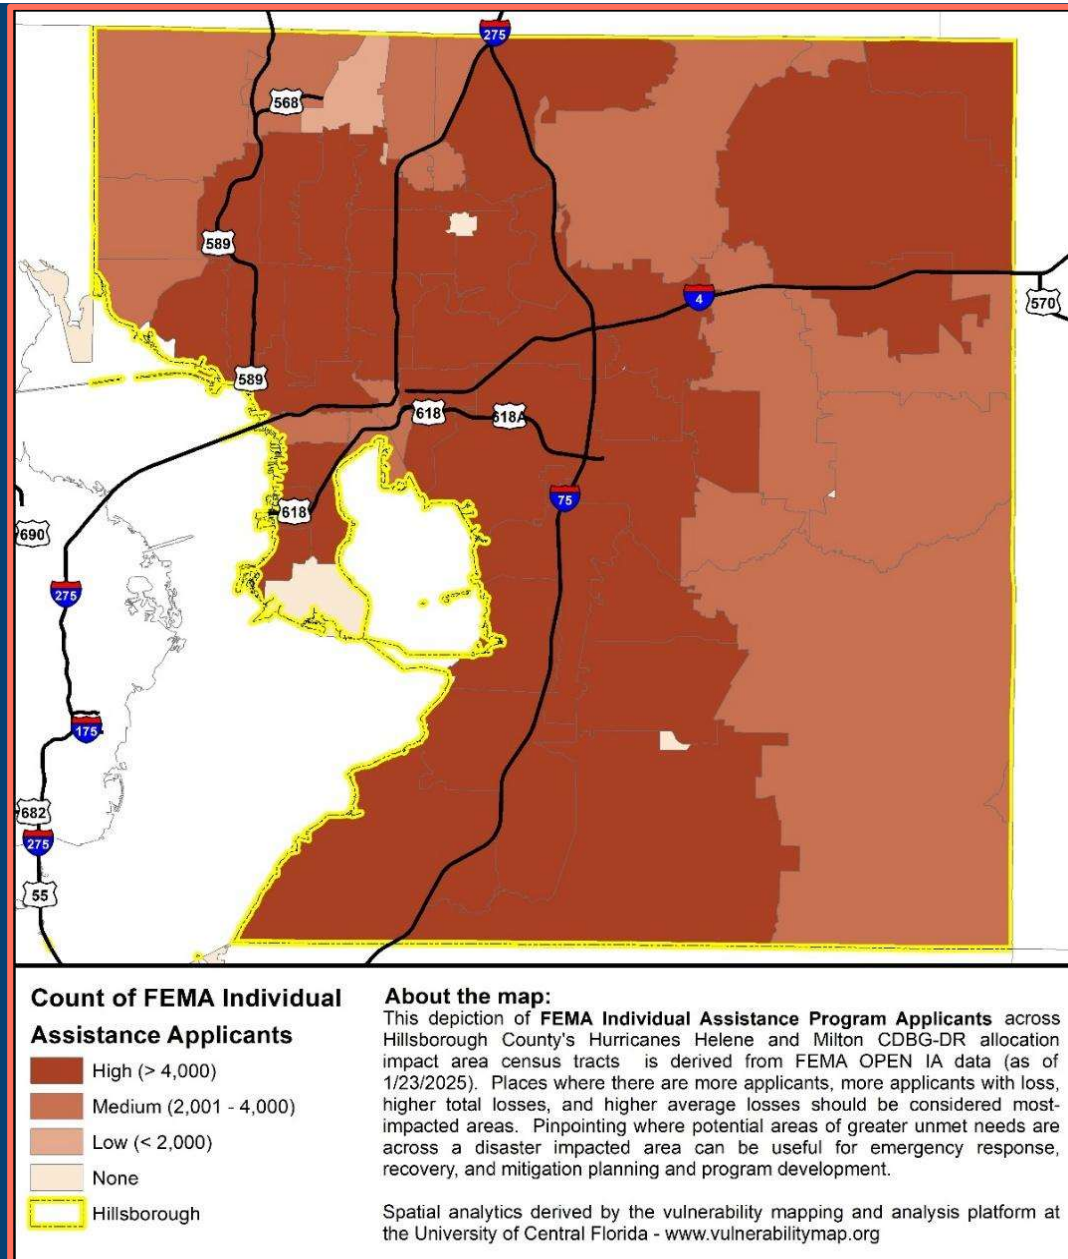 275
568
589
4
570
589
618
618A
75
618
690
275
175
682
275
55
Count of FEMA Individual
Assistance Applicants
High (> 4,000)
Medium (2,001 - 4,000)
Low (< 2,000)
None
Hillsborough
About the map:
This depiction of FEMA Individual Assistance Program Applicants across
Hillsborough County's Hurricanes Helene and Milton CDBG-DR allocation
impact area census tracts is derived from FEMA OPEN IA data (as of
1/23/2025). Places where there are more applicants, more applicants with loss,
higher total losses, and higher average losses should be considered most-
impacted areas. Pinpointing where potential areas of greater unmet needs are
across a disaster impacted area can be useful for emergency response,
recovery, and mitigation planning and program development.
Spatial analytics derived by the vulnerability mapping and analysis platform at
the University of Central Florida - www.vulnerabilitymap.org